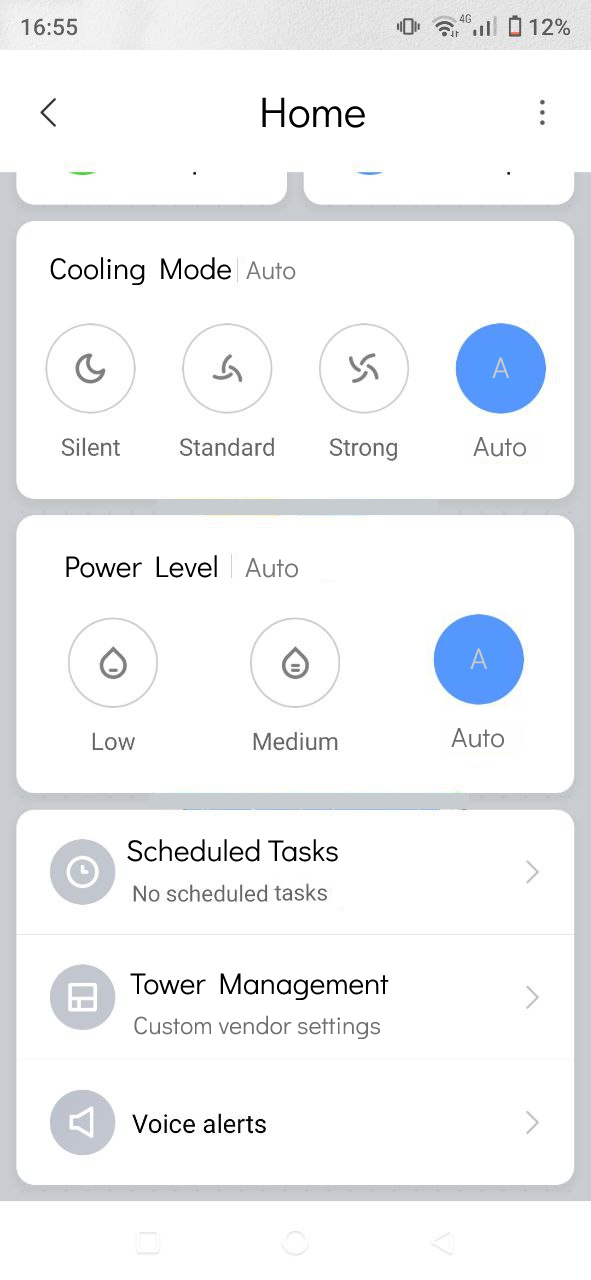 16:55
4G
12%
Home
Cooling Mode
Auto
A
Silent
Standard
Strong
Auto
Power Level
Auto
A
Low
Medium
Auto
Scheduled Tasks
No scheduled tasks
Tower Management
Custom vendor settings
Voice alerts